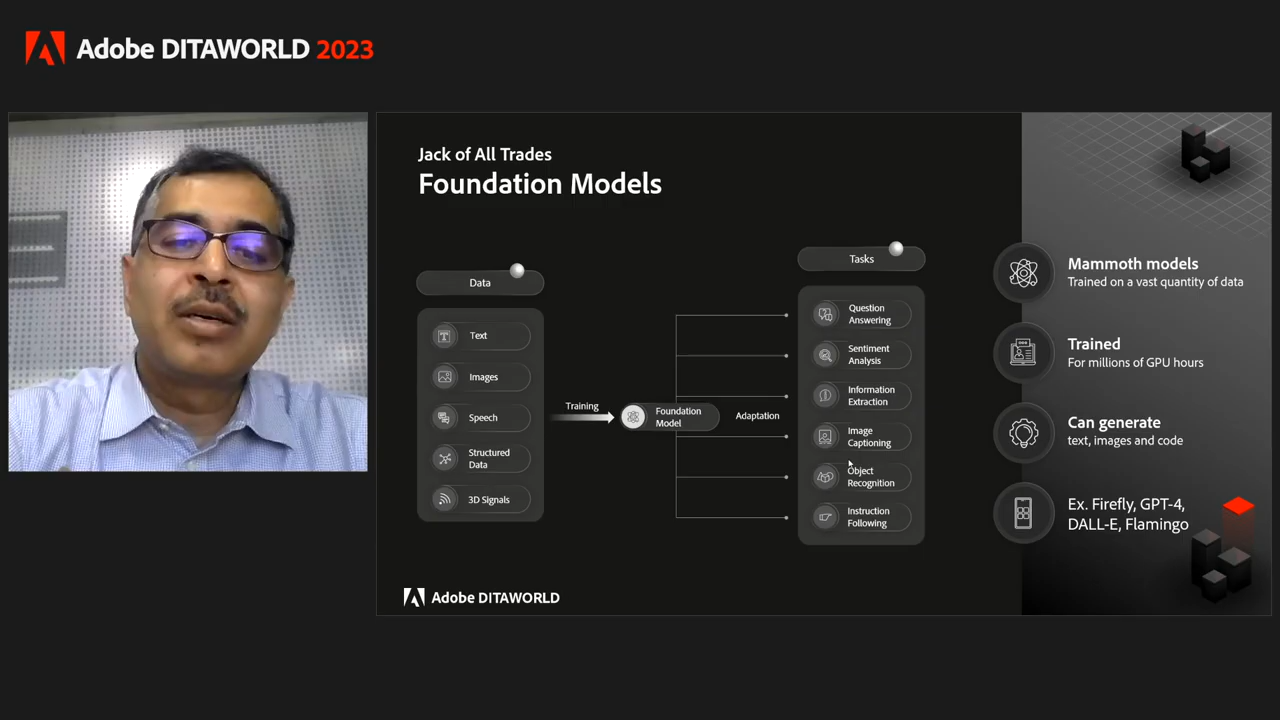 Adobe DITAWORLD 2023
Jack of All Trades
Foundation Models
Data
Text
Images
Speech
Structured
Data
3D Signals
Training
Foundation
Model
Adaptation
Tasks
Question
Answering
Sentiment
Analysis
Information
Extraction
Image
Captioning
Object
Recognition
Instruction
Following
Mammoth models
Trained on a vast quantity of data
Trained
For millions of GPU hours
Can generate
text, images and code
Ex. Firefly, GPT-4,
DALL-E, Flamingo
Adobe DITAWORLD